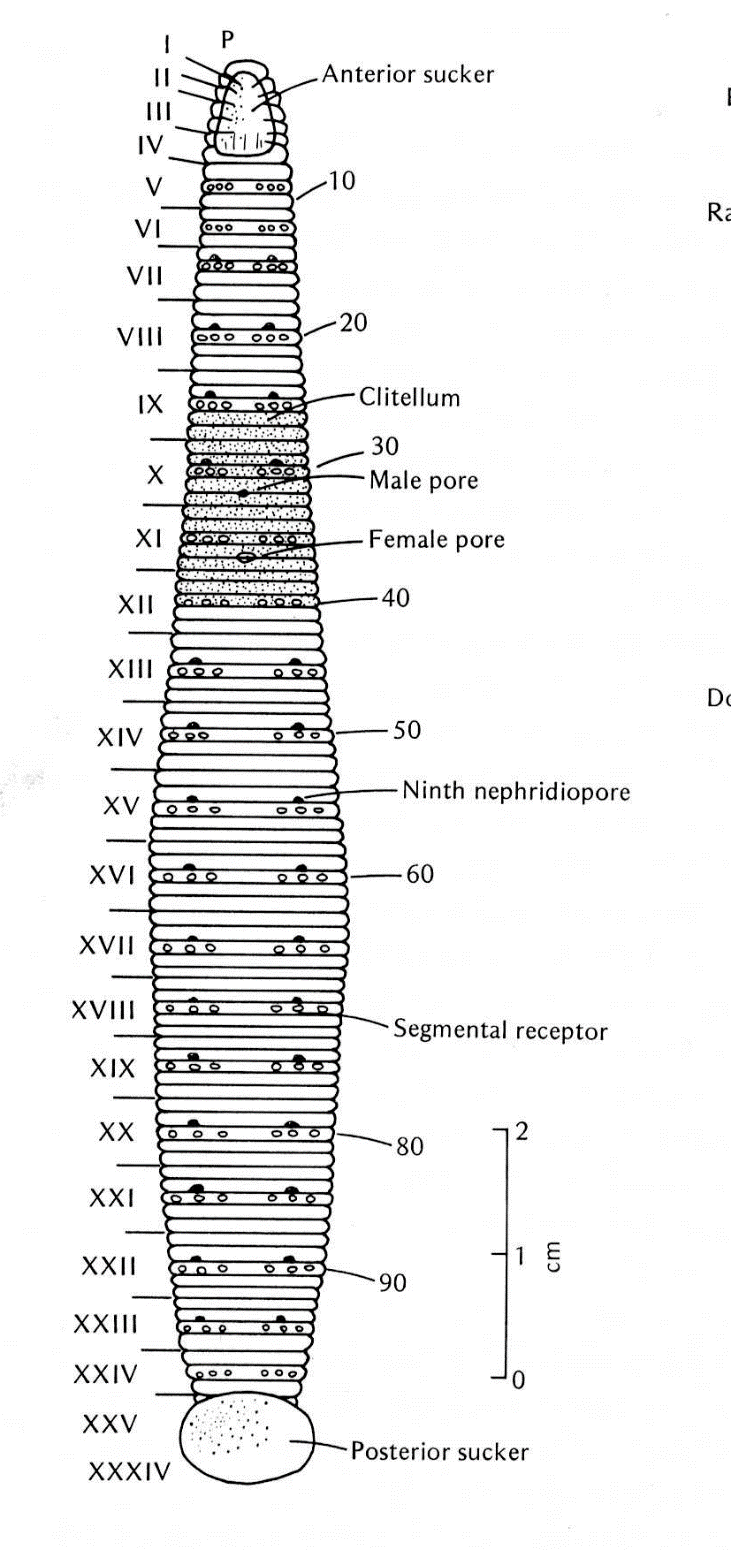 I
P
II
Anterior sucker
III
IV
V
10
VI
VII
VIII
20
IX
Clitellum
30
X
Male pore
XI
Female pore
XII
40
XIII
XIV
50
XV
Ninth nephridiopore
XVI
60
XVII
XVIII
Segmental receptor
XIX
XX
2
80
XXI
1
cm
XXII
90
XXIII
XXIV
0
XXV
Posterior sucker
XXXIV
Ra
Do